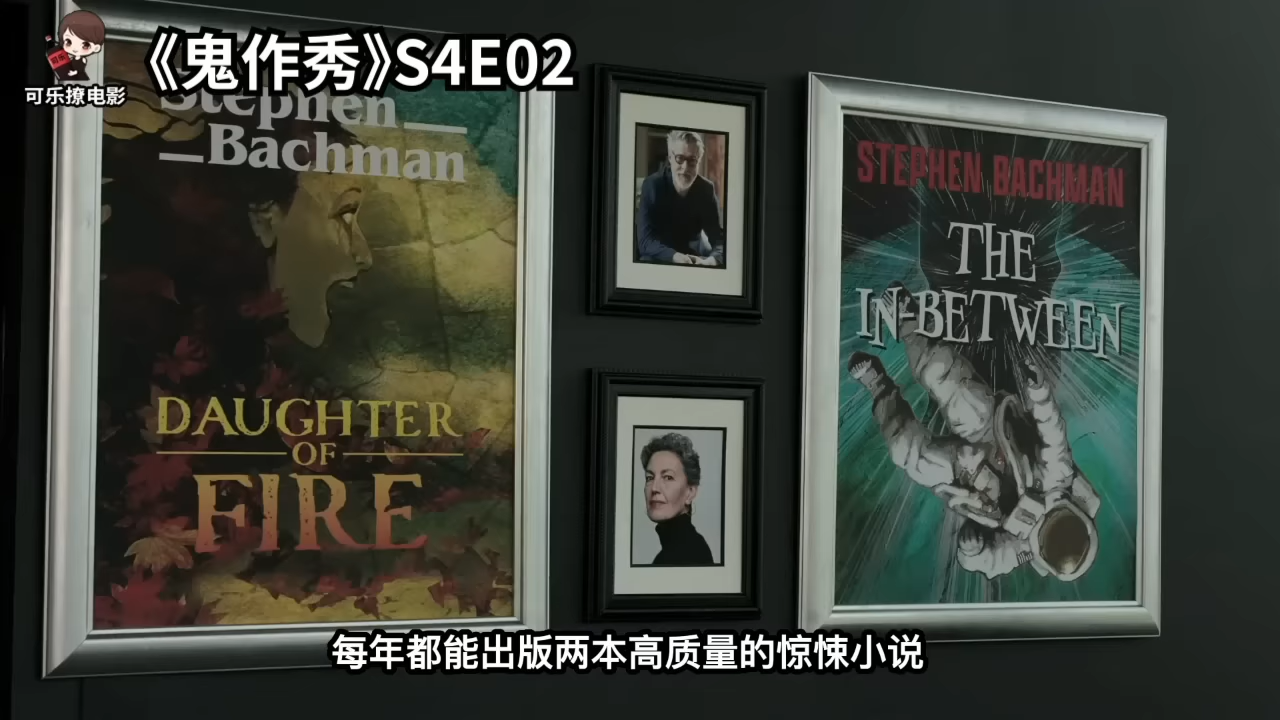 《鬼作秀》S4E02
可乐撩电影
Stephen
Bachman
DAUGHTER
OF
FIRE
STEPHEN BACHMAN
THE
IN-BETWEEN
每年都能出版两本高质量的惊悚小说